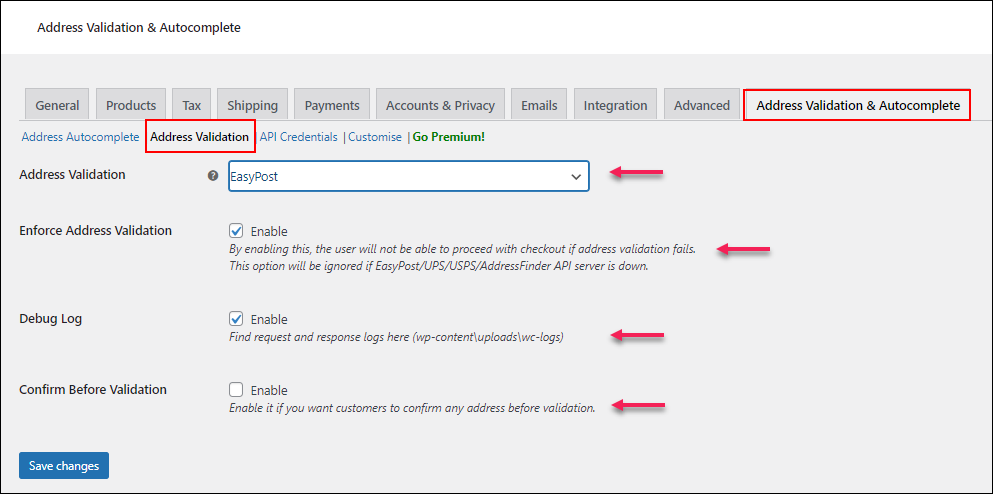 Address Validation & Autocomplete
General Products Tax Shipping Payments Accounts & Privacy Emails Integration Advanced Address Validation & Autocomplete
Address Autocomplete Address Validation | API Credentials | Customise | Go Premium!
Address Validation ? EasyPost
Enforce Address Validation Enable
By enabling this, the user will not be able to proceed with checkout if address validation fails.
This option will be ignored if EasyPost/UPS/USPS/AddressFinder API server is down.
Debug Log Enable
Find request and response logs here (wp-content\uploads\wc-logs)
Confirm Before Validation Enable
Enable it if you want customers to confirm any address before validation.
Save changes